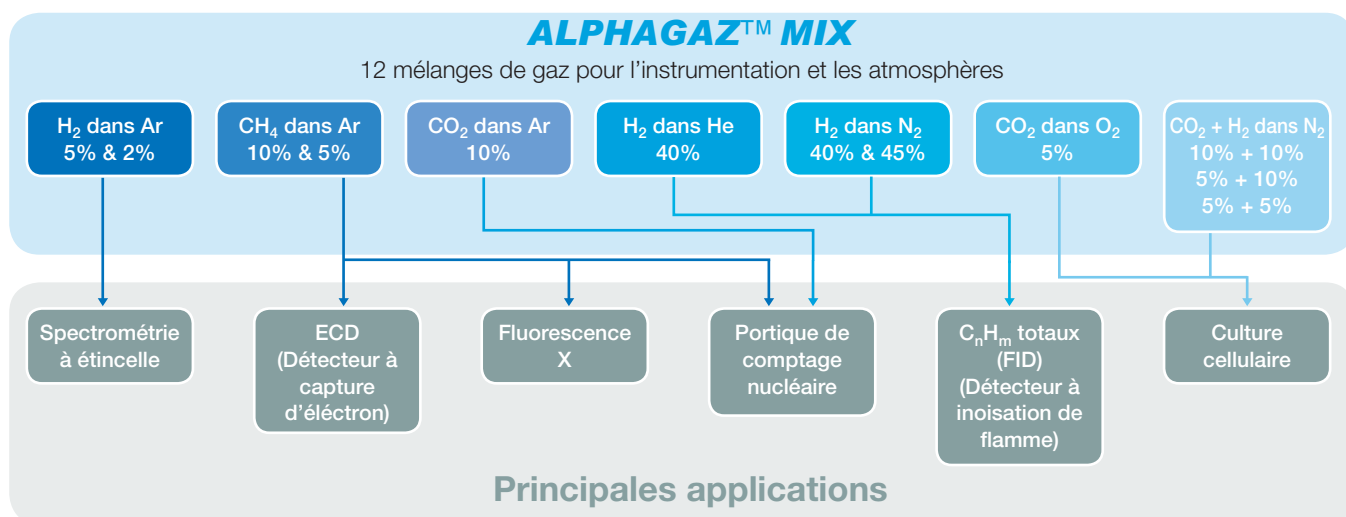 ALPHAGAZ™ MIX
12 mélanges de gaz pour l’instrumentation et les atmosphères
H₂ dans Ar
5% & 2%
CH₄ dans Ar
10% & 5%
CO₂ dans Ar
10%
H₂ dans He
40%
H₂ dans N₂
40% & 45%
CO₂ dans O₂
5%
CO₂ + H₂ dans N₂
10% + 10%
5% + 10%
5% + 5%
Spectrométrie
à étincelle
ECD
(Détecteur à
capture
d’éléctron)
Fluorescence
X
Portique de
comptage
nucléaire
CₙHₘ totaux
(FID)
(Détecteur à
inoisation de
flamme)
Culture
cellulaire
Principales applications